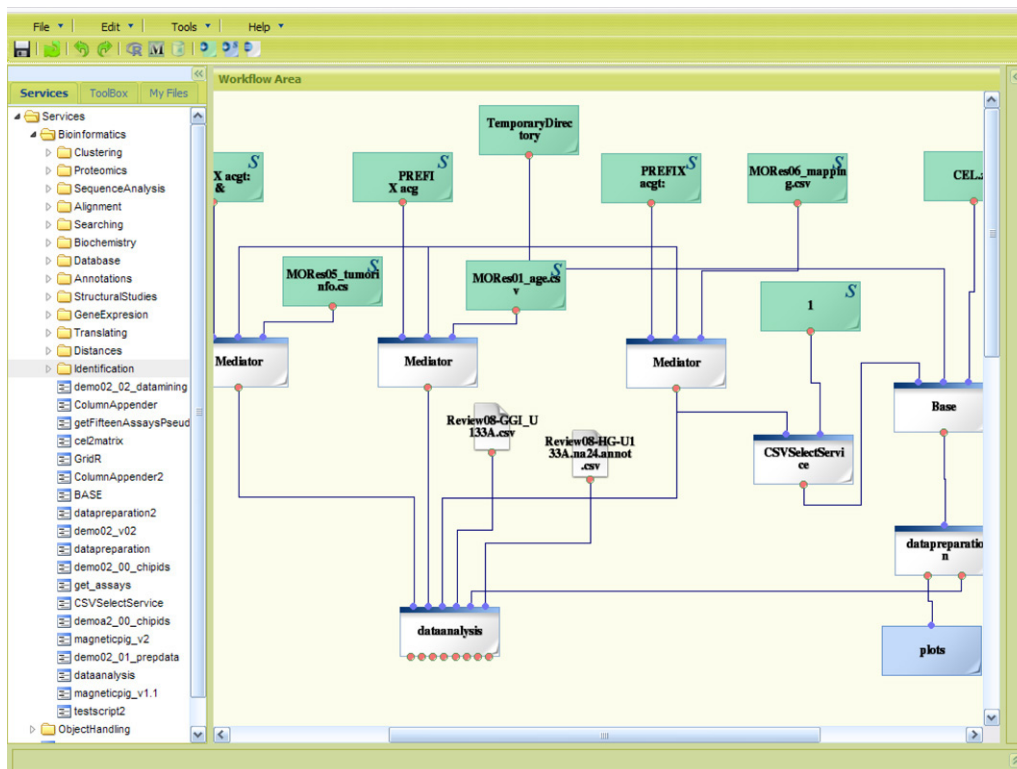 File Edit Tools Help
Workflow Area
Services ToolBox My Files
Services
Bioinformatics
Clustering
Proteomics
SequenceAnalysis
Alignment
Searching
Biochemistry
Database
Annotations
StructuralStudies
GeneExpresion
Translating
Distances
Identification
demo02_02_datamining
ColumnAppender
getFifteenAssaysPseud
cel2matrix
GridR
ColumnAppender2
BASE
datapreparation2
demo02_v02
datapreparation
demo02_00_chipids
get_assays
CSVSelectService
demoa2_00_chipids
magneticpig_v2
demo02_01_prepdata
dataanalysis
magneticpig_v1.1
testscript2
ObjectHandling
TemporaryDirec
tory
S
X acgt:
&
S
PREFI
X acg
S
PREFIX
acgt:
S
MORes06_mappin
g.csv
CEL.
S
MORes05_tumori
nfo.cs
S
MORes01_age.cs
v
S
1
Mediator
Mediator
Mediator
Base
Review08-GGI_U
133A.csv
Review08-HG-U1
33A.na24.annot
.csv
CSVSelectServi
ce
datapreparatio
n
dataanalysis
plots